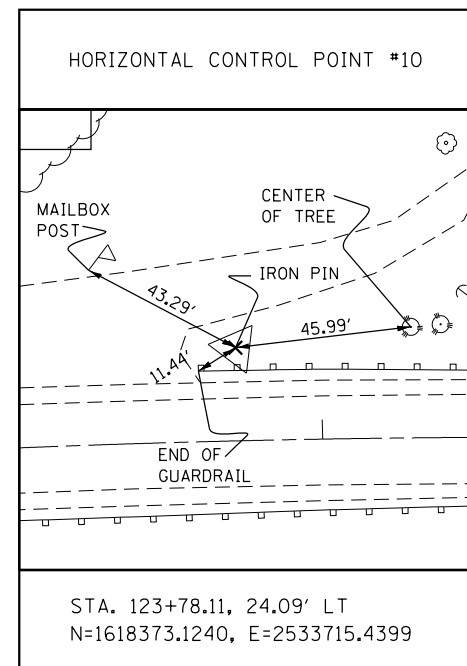 HORIZONTAL CONTROL POINT #10
MAILBOX
POST
CENTER
OF TREE
IRON PIN
43.29'
45.99'
11.44'
END OF
GUARDRAIL
STA. 123+78.11, 24.09' LT
N=1618373.1240, E=2533715.4399